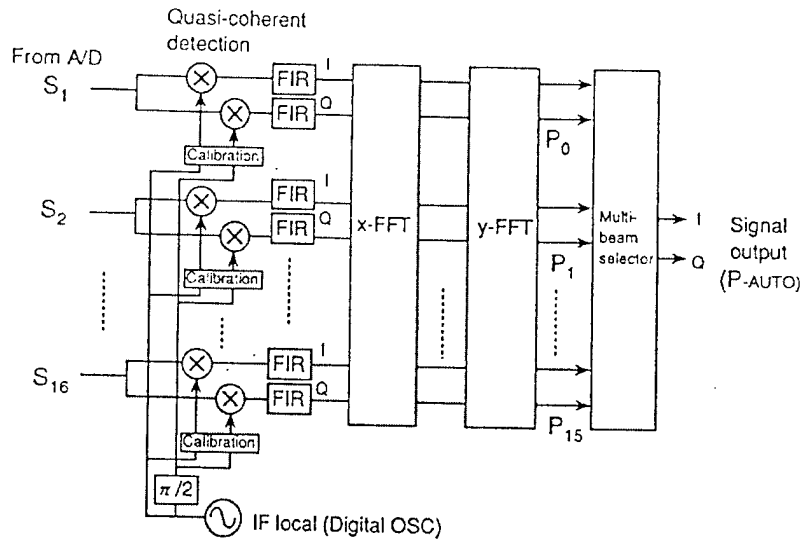 Quasi-coherent
detection
From A/D
S1
FIR
I
FIR
Q
Calibration
P0
S2
FIR
I
FIR
Q
Calibration
x-FFT
y-FFT
P1
Multi-
beam
selector
I
Q
Signal
output
(P-AUTO)
S16
FIR
I
FIR
Q
Calibration
P15
π/2
IF local (Digital OSC)